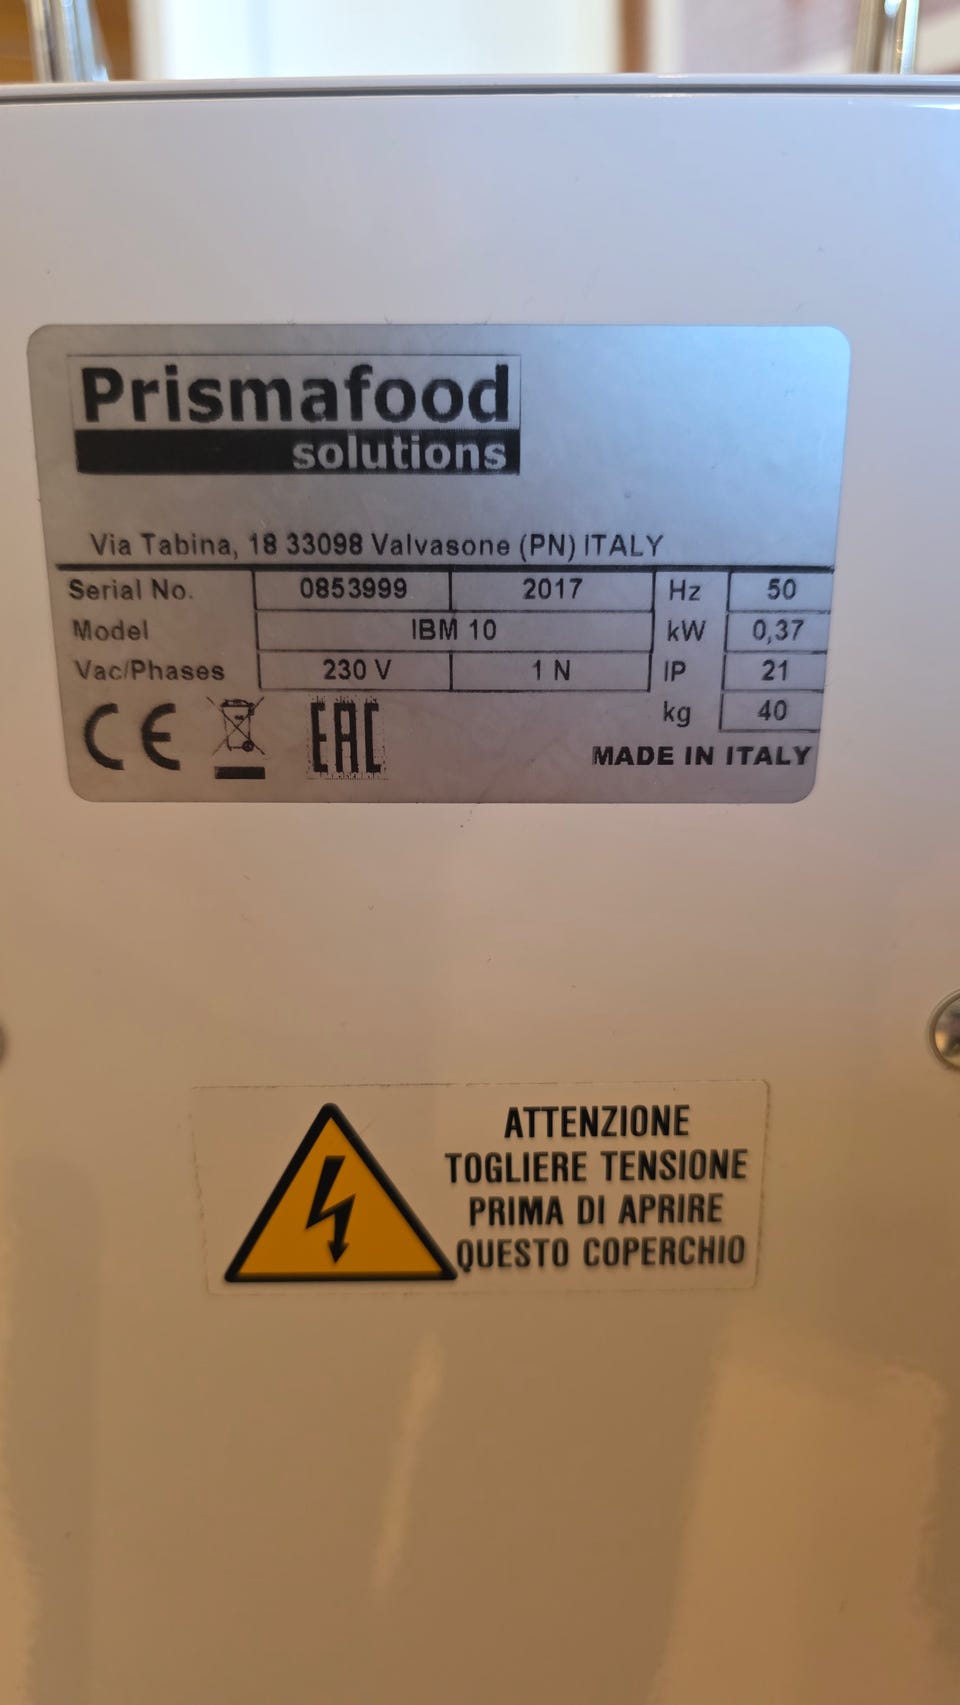 Prismafood
solutions
Via Tabina, 18 33098 Valvasone (PN) ITALY
Serial No. 0853999 2017 Hz 50
Model IBM 10 kW 0,37
Vac/Phases 230 V 1 N IP 21
kg 40
CE EAC
MADE IN ITALY
ATTENZIONE
TOGLIERE TENSIONE
PRIMA DI APRIRE
QUESTO COPERCHIO